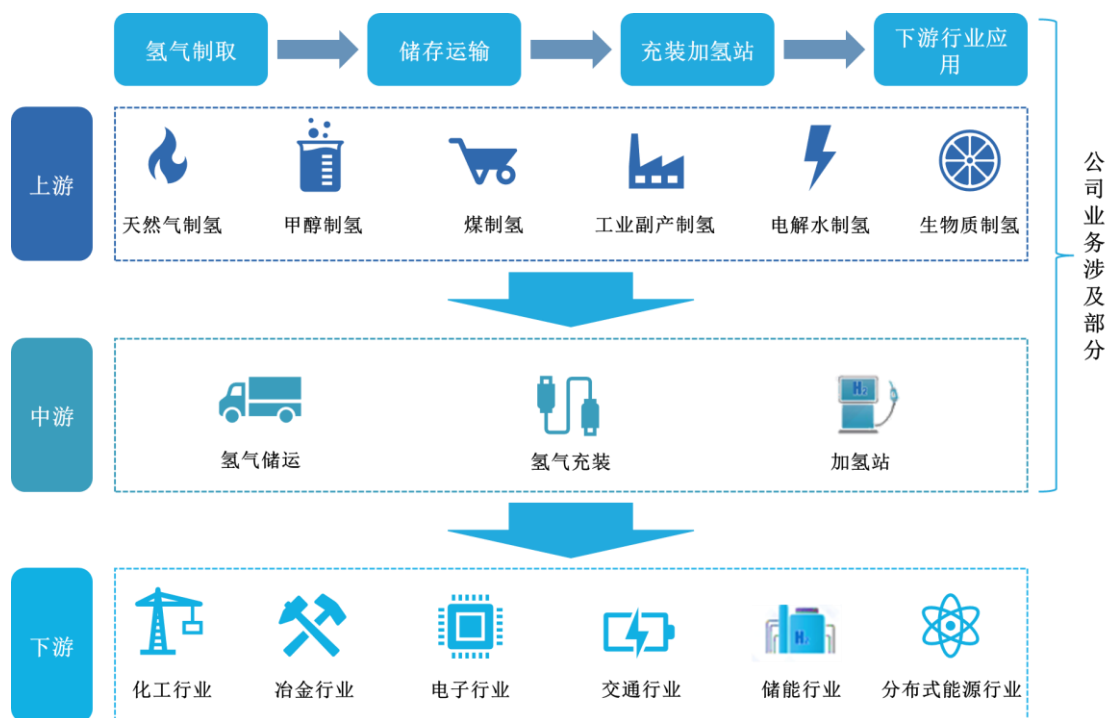 氢气制取
储存运输
充装加氢站
下游行业应
用
上游
天然气制氢
甲醇制氢
煤制氢
工业副产制氢
电解水制氢
生物质制氢
公司业务涉及部分
中游
H₂
氢气储运
氢气充装
加氢站
下游
H₂
化工行业
冶金行业
电子行业
交通行业
储能行业
分布式能源行业